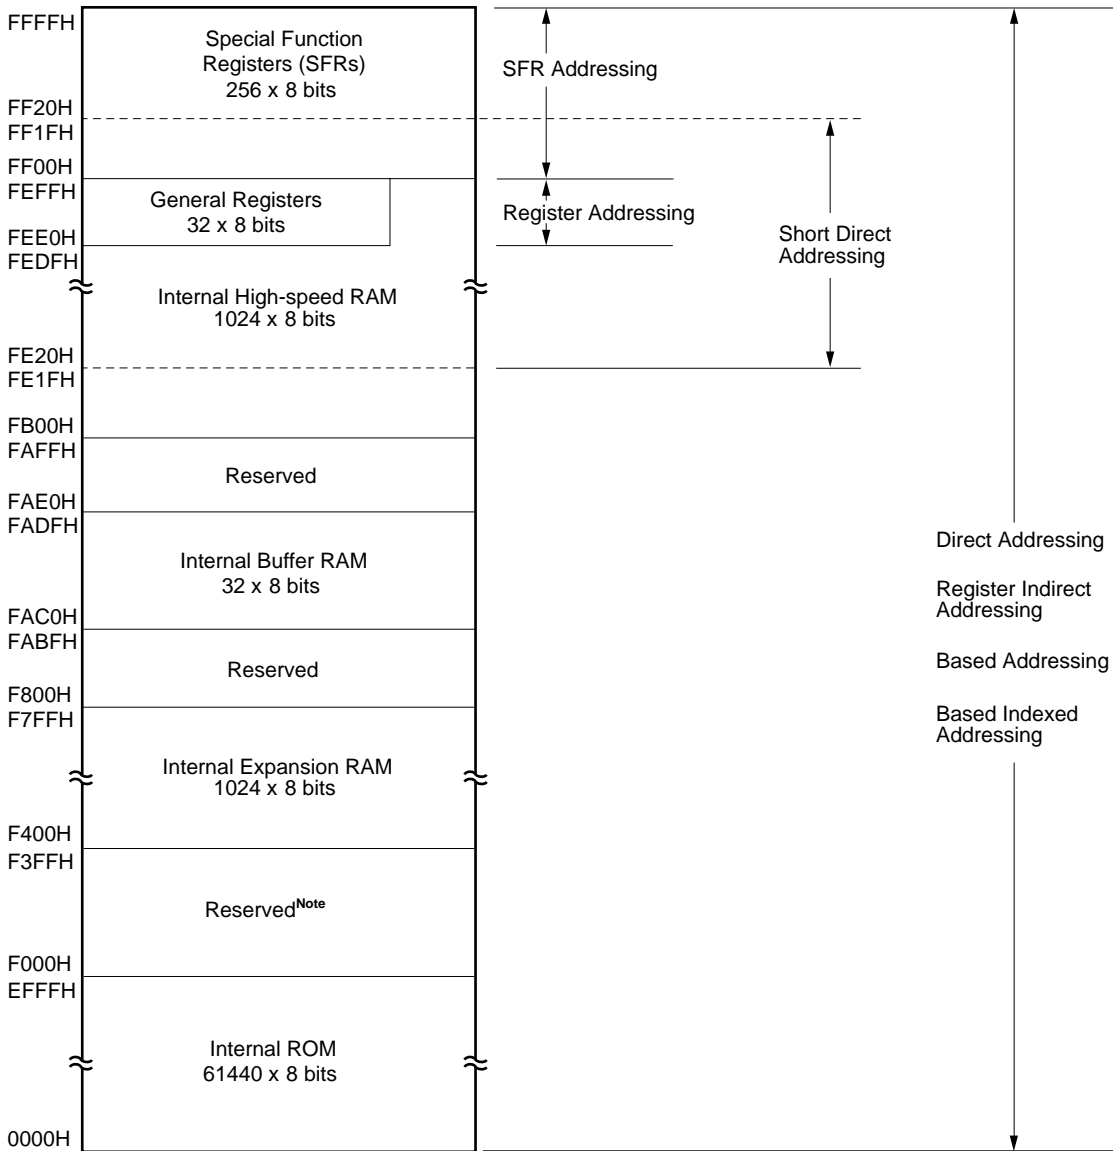 FFFFH
Special Function
Registers (SFRs)
256 x 8 bits
SFR Addressing
FF20H
FF1FH
FF00H
FEFFH
General Registers
32 x 8 bits
Register Addressing
Short Direct
Addressing
FEE0H
FEDFH
Internal High-speed RAM
1024 x 8 bits
FE20H
FE1FH
FB00H
FAFFH
Reserved
FAE0H
FADFH
Internal Buffer RAM
32 x 8 bits
Direct Addressing
Register Indirect
Addressing
FAC0H
FABFH
Reserved
Based Addressing
F800H
F7FFH
Based Indexed
Addressing
Internal Expansion RAM
1024 x 8 bits
F400H
F3FFH
ReservedNote
F000H
EFFFH
Internal ROM
61440 x 8 bits
0000H